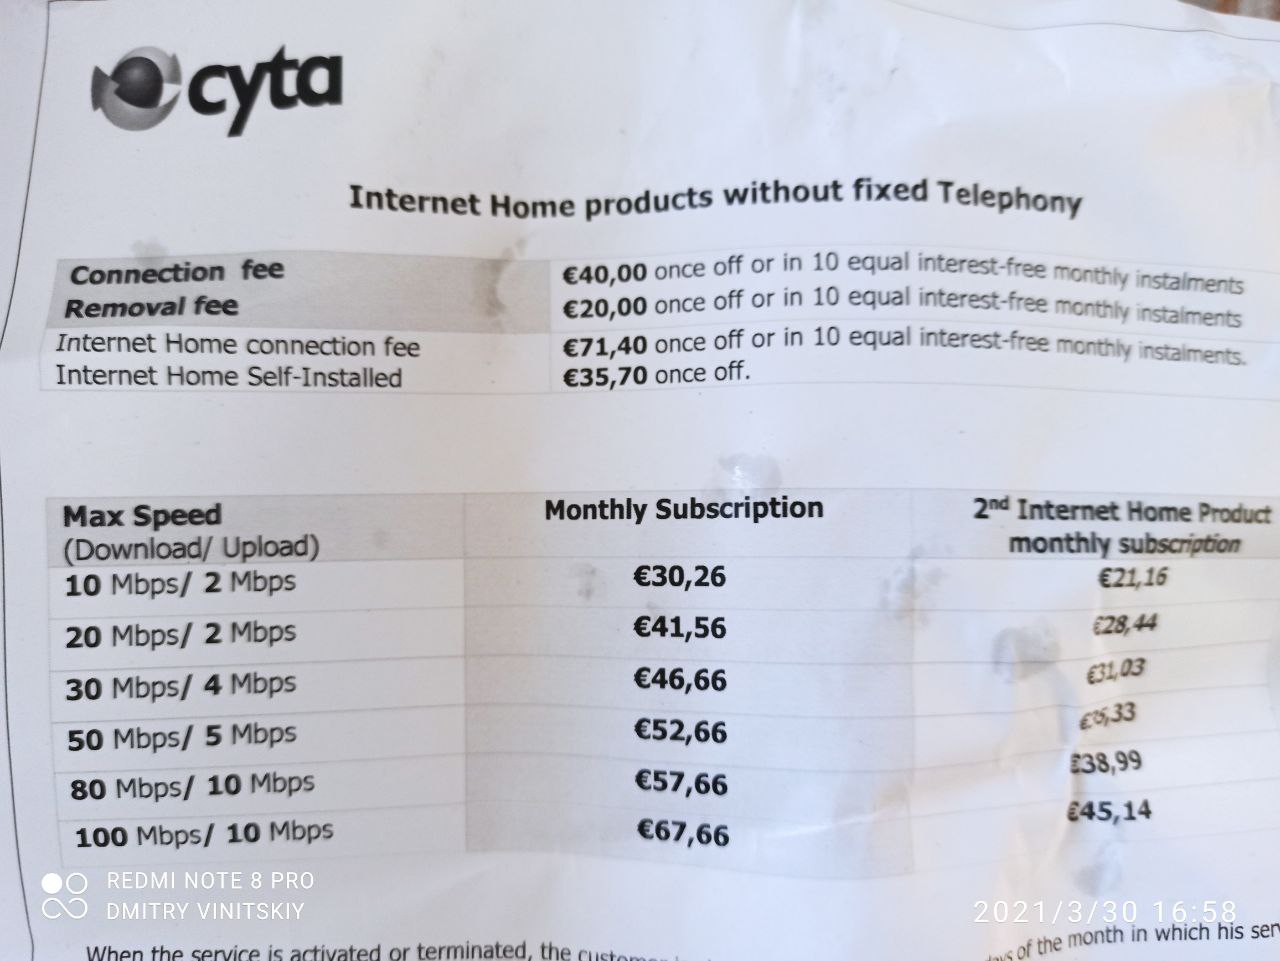 cyta
Internet Home products without fixed Telephony
Connection fee €40,00 once off or in 10 equal interest-free monthly instalments
Removal fee €20,00 once off or in 10 equal interest-free monthly instalments
Internet Home connection fee €71,40 once off or in 10 equal interest-free monthly instalments.
Internet Home Self-Installed €35,70 once off.
Max Speed Monthly Subscription 2nd Internet Home Product
(Download/ Upload) monthly subscription
10 Mbps/ 2 Mbps €30,26 €21,16
20 Mbps/ 2 Mbps €41,56 €28,44
30 Mbps/ 4 Mbps €46,66 €31,03
50 Mbps/ 5 Mbps €52,66
80 Mbps/ 10 Mbps €57,66 €38,99
100 Mbps/ 10 Mbps €67,66 €45,14
REDMI NOTE 8 PRO
DMITRY VINITSKIY 2021/3/30 16:58
When the service is activated or terminated, the of the month in which his